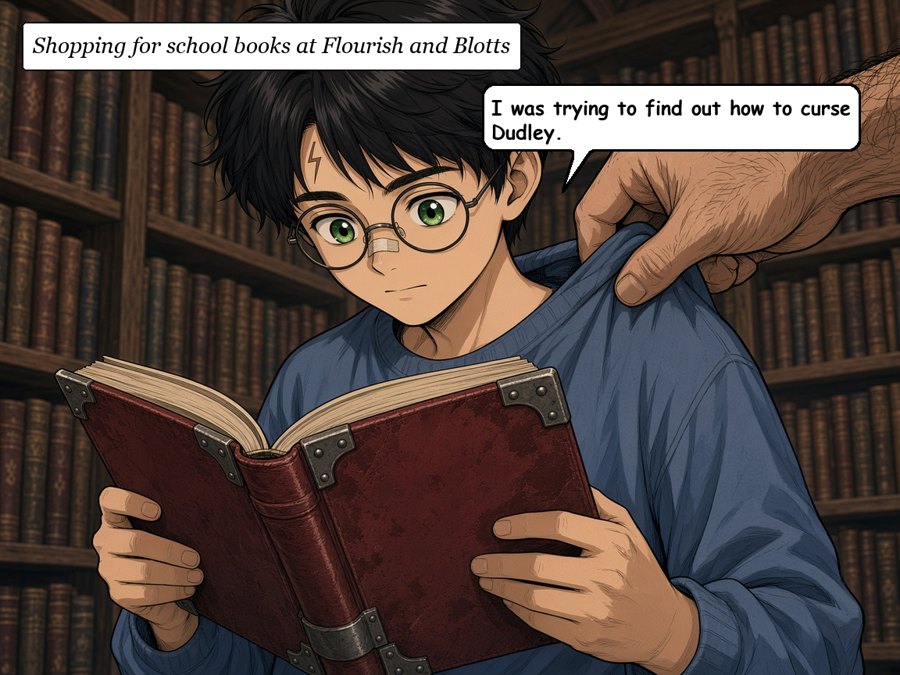 Shopping for school books at Flourish and Blotts
I was trying to find out how to curse
Dudley.